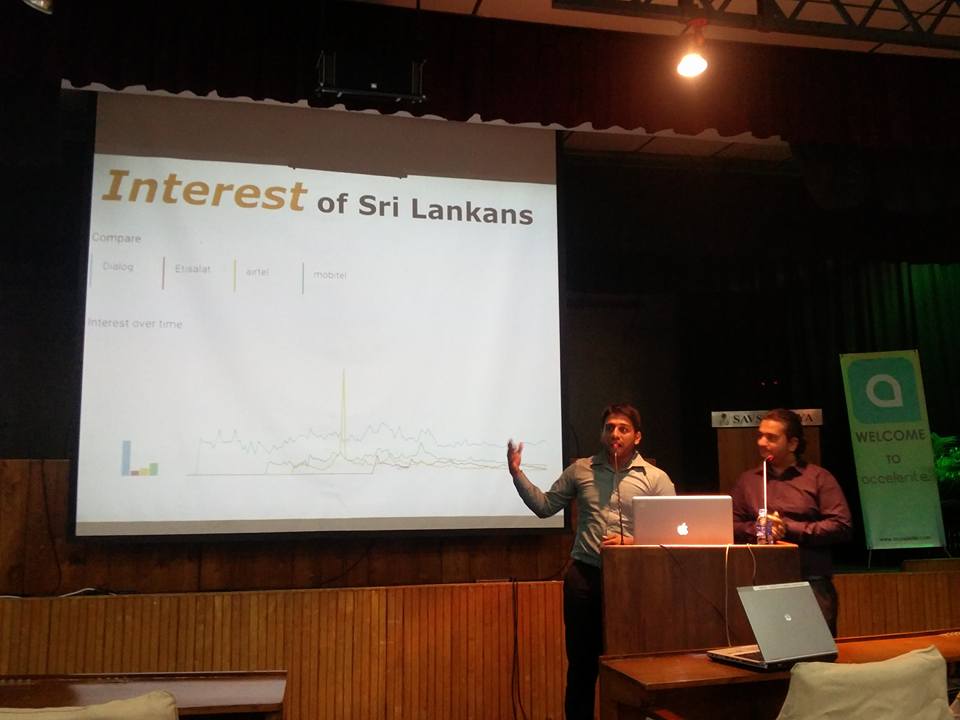 Interest of Sri Lankans
Compare
Dialog
Etisalat
airtel
mobitel
Interest over time
WELCOME
TO